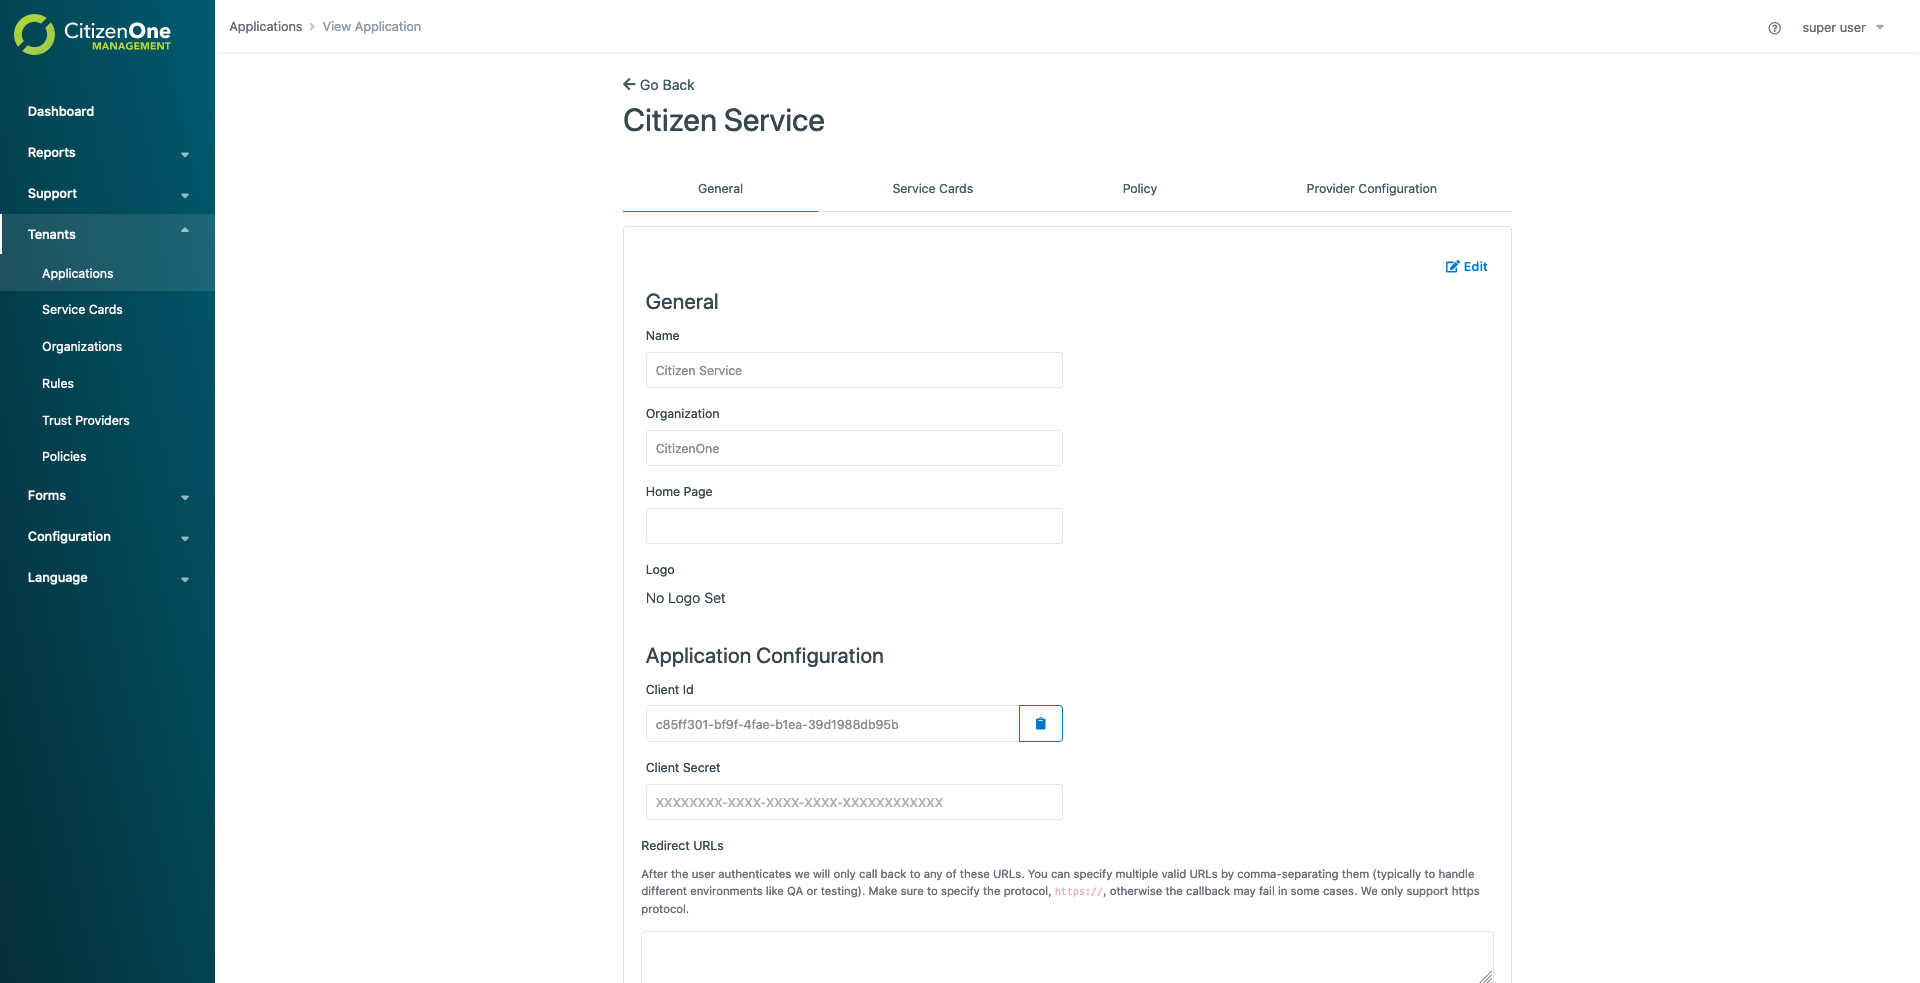 CitizenOne
MANAGEMENT
Dashboard
Reports
Support
Tenants
Applications
Service Cards
Organizations
Rules
Trust Providers
Policies
Forms
Configuration
Language
Applications > View Application
super user
Go Back
Citizen Service
General
Service Cards
Policy
Provider Configuration
Edit
General
Name
Citizen Service
Organization
CitizenOne
Home Page
Logo
No Logo Set
Application Configuration
Client Id
c85ff301-bf9f-4fae-b1ea-39d1988db95b
Client Secret
XXXXXXXX-XXXX-XXXX-XXXX-XXXXXXXXXXXX
Redirect URLs
After the user authenticates we will only call back to any of these URLs. You can specify multiple valid URLs by comma-separating them (typically to handle
different environments like QA or testing). Make sure to specify the protocol, https://, otherwise the callback may fail in some cases. We only support https
protocol.